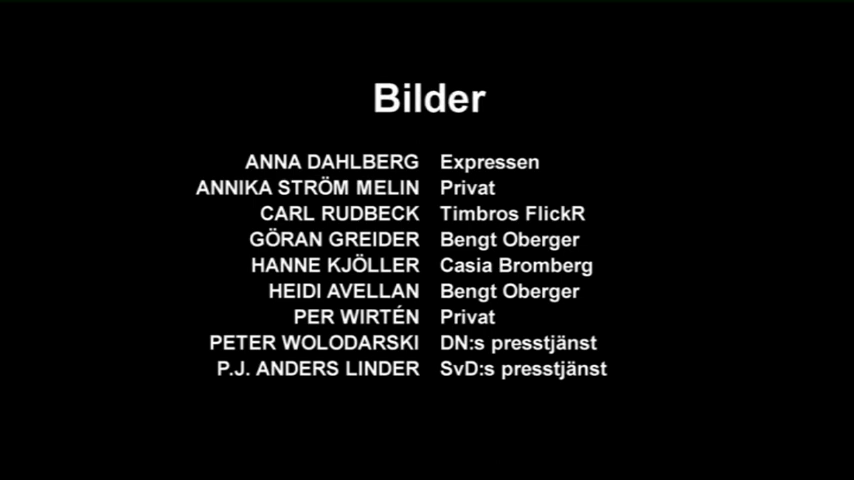 Bilder
ANNA DAHLBERG Expressen
ANNIKA STRÖM MELIN Privat
CARL RUDBECK Timbros FlickR
GÖRAN GREIDER Bengt Oberger
HANNE KJÖLLER Casia Bromberg
HEIDI AVELLAN Bengt Oberger
PER WIRTÉN Privat
PETER WOLODARSKI DN:s presstjänst
P.J. ANDERS LINDER SvD:s presstjänst